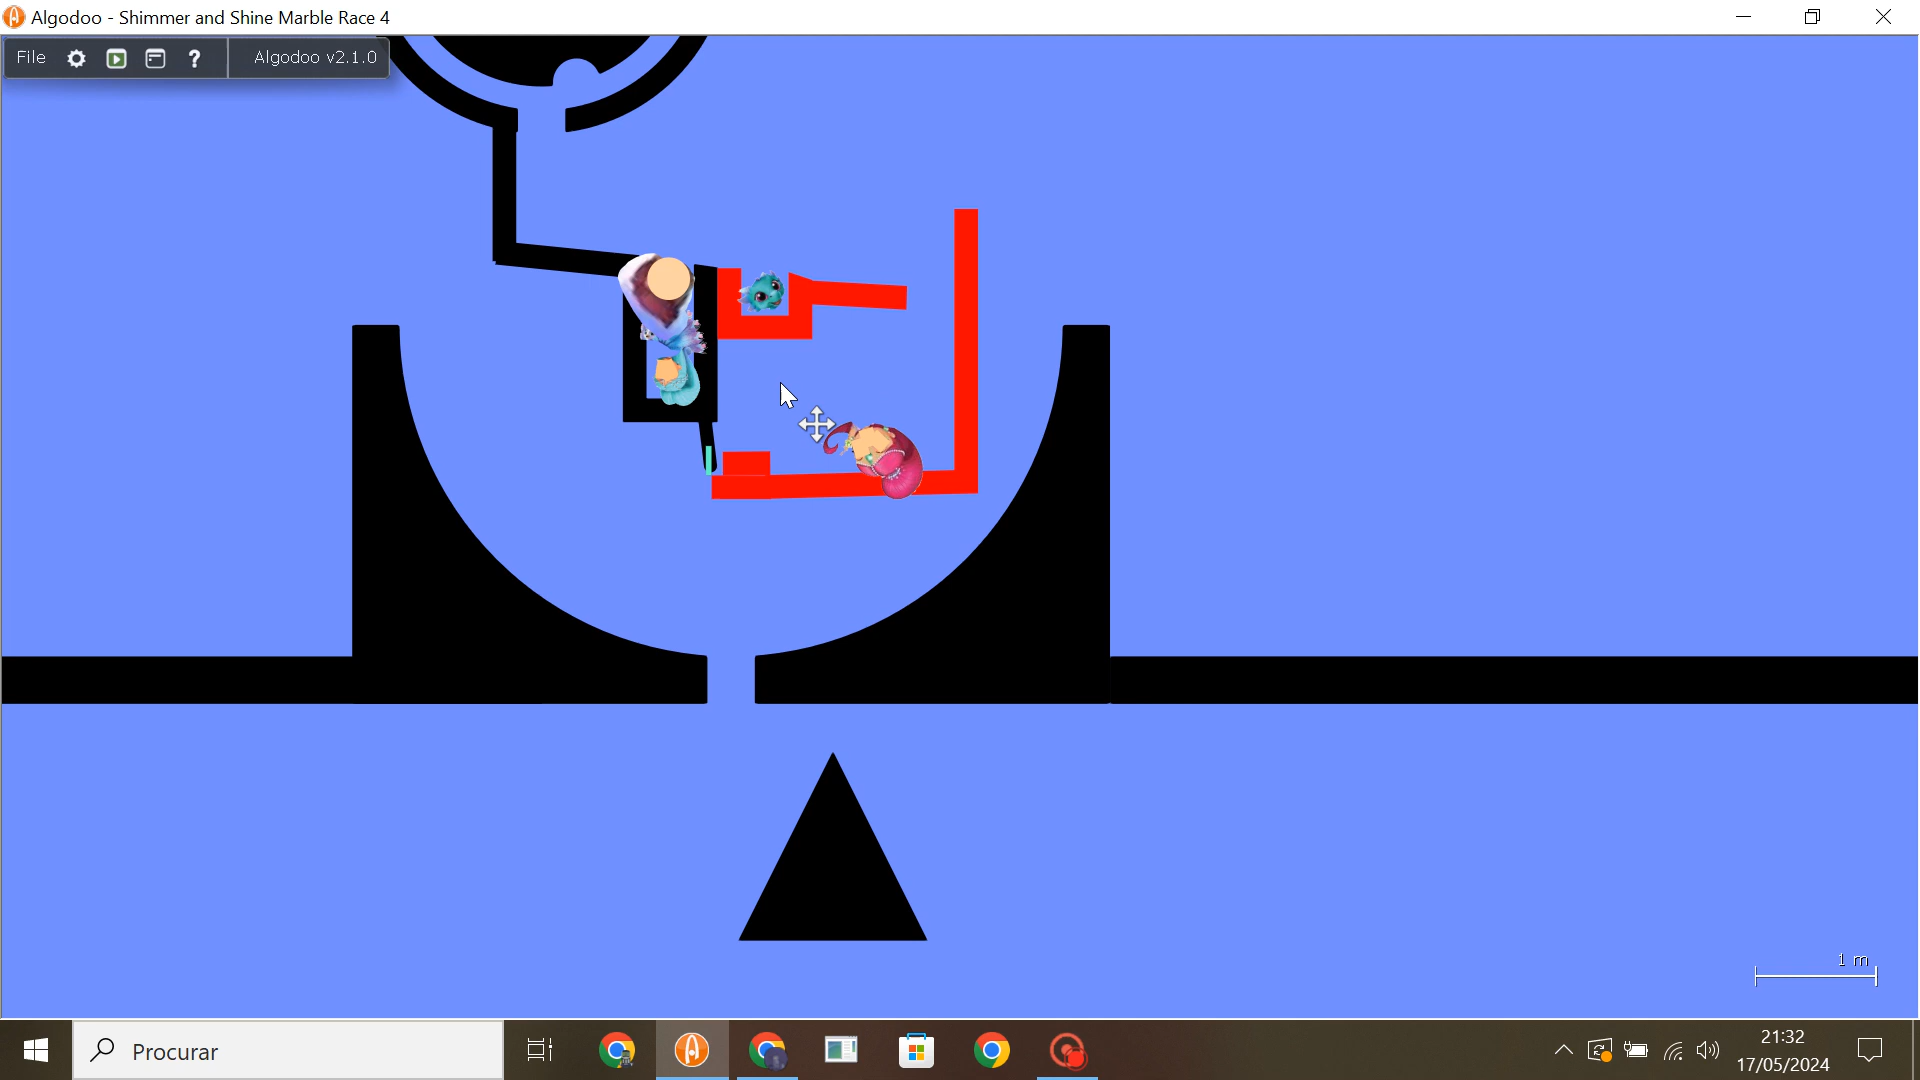 Algodoo - Shimmer and Shine Marble Race 4
File ? Algodoo v2.1.0
1 m
Procurar
21:32
17/05/2024